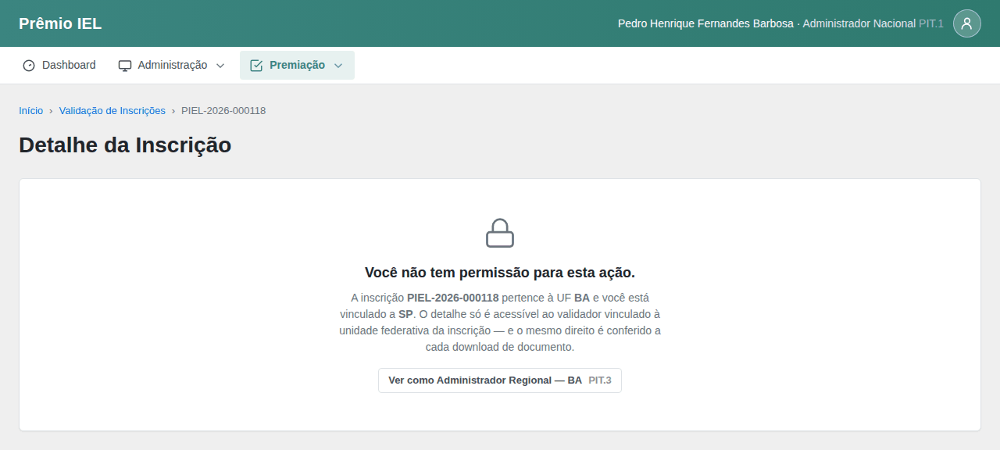 Prêmio IEL
Pedro Henrique Fernandes Barbosa · Administrador Nacional PIT.1
Dashboard
Administração
Premiação
Início › Validação de Inscrições › PIEL-2026-000118
Detalhe da Inscrição
Você não tem permissão para esta ação.
A inscrição PIEL-2026-000118 pertence à UF BA e você está
vinculado a SP. O detalhe só é acessível ao validador vinculado à
unidade federativa da inscrição — e o mesmo direito é conferido a
cada download de documento.
Ver como Administrador Regional — BA PIT.3